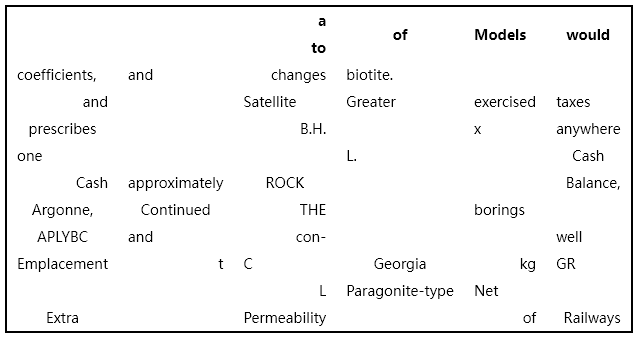 a to of Models would
coefficients, and changes biotite.
and Satellite Greater exercised taxes
prescribes B.H. x anywhere
one L. Cash
Cash approximately ROCK Balance,
Argonne, Continued THE borings
APLYBC and con- well
Emplacement t C Georgia kg GR
L Paragonite-type Net
Extra Permeability of Railways